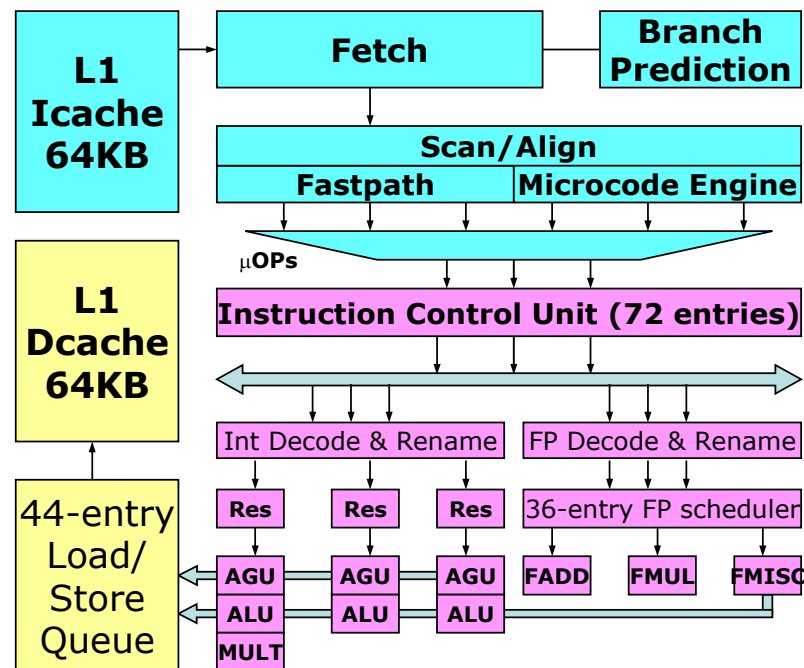 L1
Icache
64KB
Fetch
Branch
Prediction
Scan/Align
Fastpath
Microcode Engine
μOPs
L1
Dcache
64KB
Instruction Control Unit (72 entries)
Int Decode & Rename
FP Decode & Rename
44-entry
Load/
Store
Queue
Res
Res
Res
36-entry FP scheduler
AGU
AGU
AGU
FADD
FMUL
FMISC
ALU
ALU
ALU
MULT